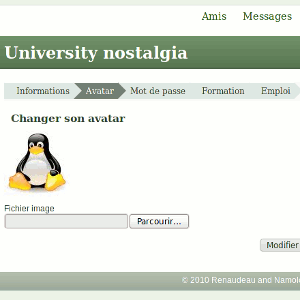 Amis Messages
University nostalgia
Informations Avatar Mot de passe Formation Emploi
Changer son avatar
Fichier image
Parcourir...
Modifier
© 2010 Renaudeau and